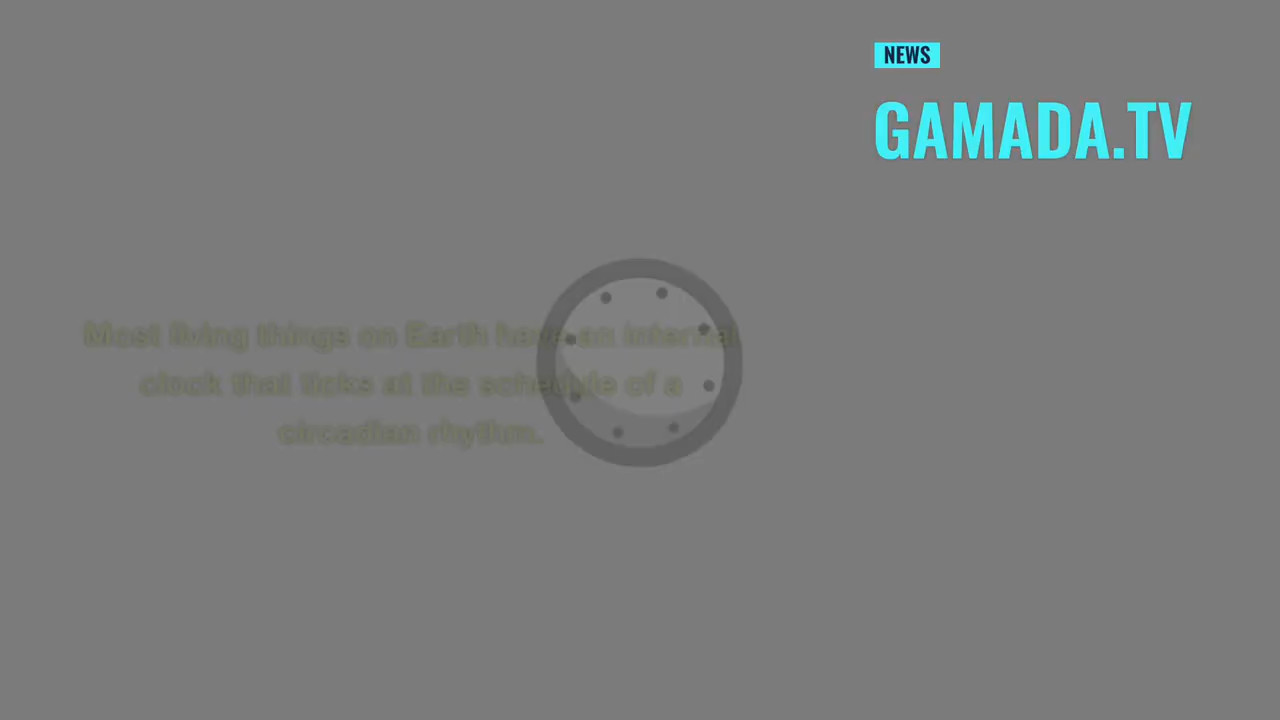 NEWS
GAMADA.TV
Most living things on Earth have an internal
clock that ticks at the schedule of a
circadian rhythm.